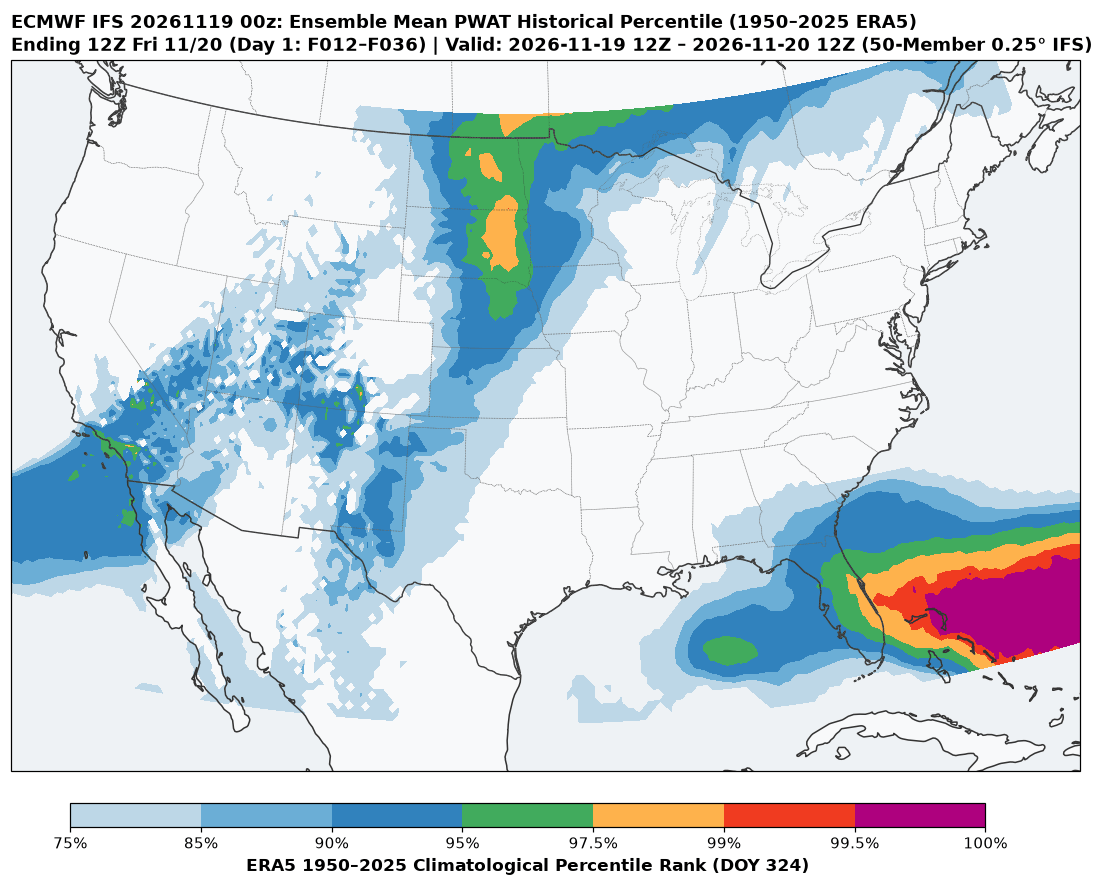 ECMWF IFS 20261119 00z: Ensemble Mean PWAT Historical Percentile (1950–2025 ERA5)
Ending 12Z Fri 11/20 (Day 1: F012–F036) | Valid: 2026-11-19 12Z – 2026-11-20 12Z (50-Member 0.25° IFS)
75% 85% 90% 95% 97.5% 99% 99.5% 100%
ERA5 1950–2025 Climatological Percentile Rank (DOY 324)